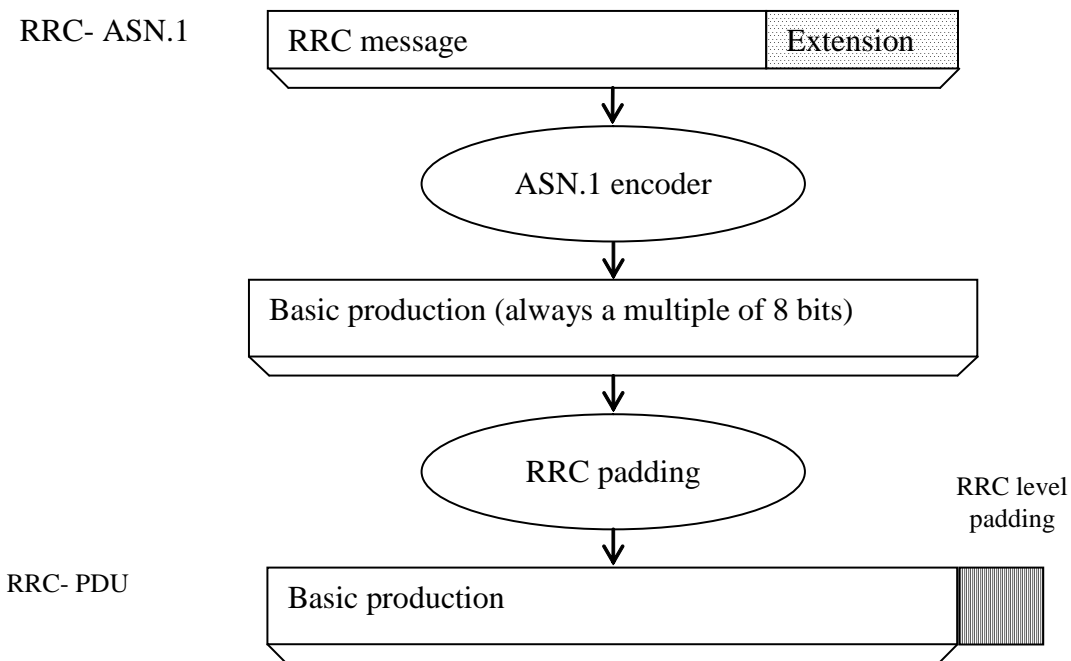 RRC- ASN.1
RRC message
Extension
ASN.1 encoder
Basic production (always a multiple of 8 bits)
RRC padding
RRC level
padding
RRC- PDU
Basic production